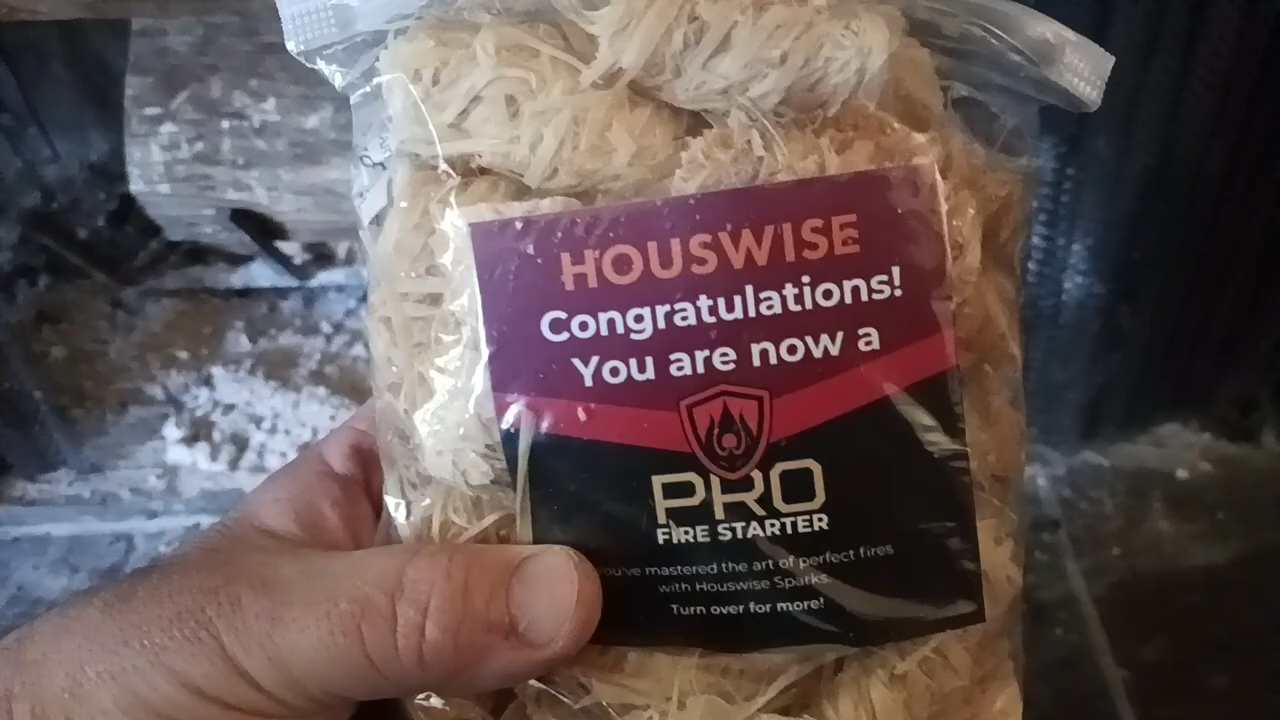 HOUSWISE
Congratulations!
You are now a
PRO
FIRE STARTER
ou've mastered the art of perfect fires
with Houswise Sparks.
Turn over for more!